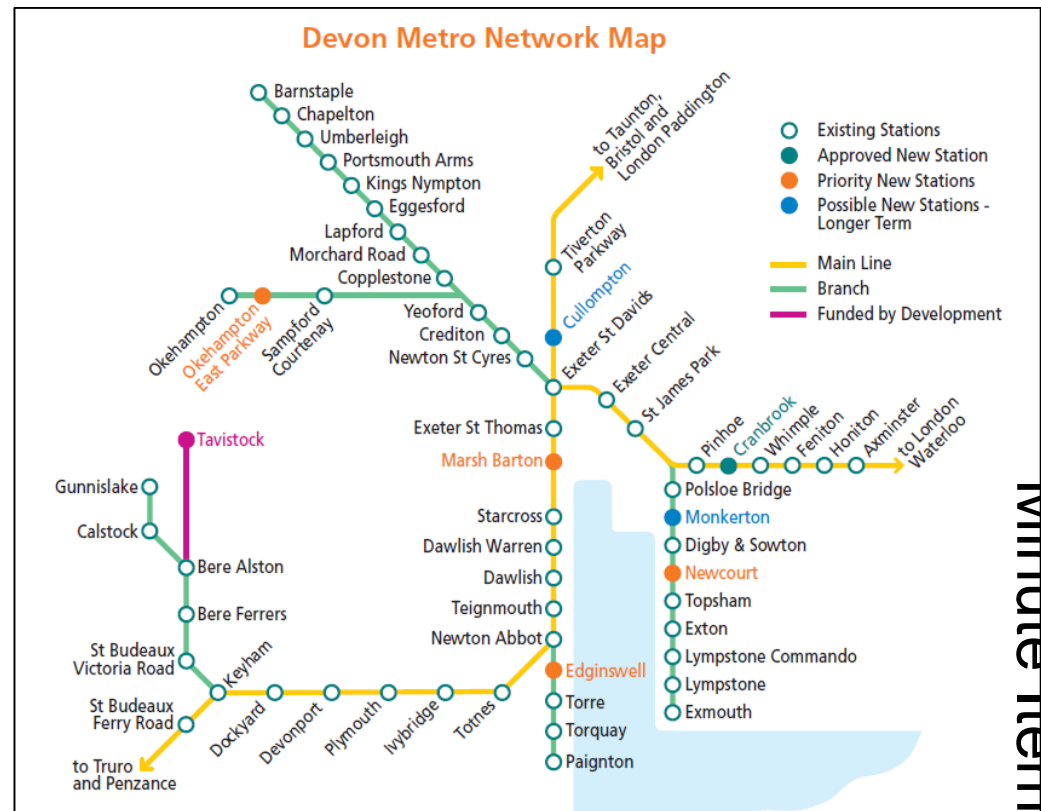 Devon Metro Network Map
Barnstaple
Chapelton
Umberleigh
Portsmouth Arms
Kings Nympton
Eggesford
Lapford
Morchard Road
Copplestone
Yeoford
Crediton
Newton St Cyres
Okehampton
Okehampton
East Parkway
Sampford
Courtenay
to Taunton,
Bristol and
London Paddington
Tiverton
Parkway
Cullompton
Exeter St Davids
Exeter Central
St James Park
Existing Stations
Approved New Station
Priority New Stations
Possible New Stations -
Longer Term
Main Line
Branch
Funded by Development
Pinhoe
Cranbrook
Whimple
Feniton
Honiton
Axminster
to London
Waterloo
Exeter St Thomas
Marsh Barton
Starcross
Dawlish Warren
Dawlish
Teignmouth
Newton Abbot
Edginswell
Torre
Torquay
Paignton
Polsloe Bridge
Monkerton
Digby & Sowton
Newcourt
Topsham
Exton
Lympstone Commando
Lympstone
Exmouth
Tavistock
Gunnislake
Calstock
Bere Alston
Bere Ferrers
St Budeaux
Victoria Road
Keyham
St Budeaux
Ferry Road
to Truro
and Penzance
Dockyard
Devonport
Plymouth
Ivybridge
Totnes
Minute Item